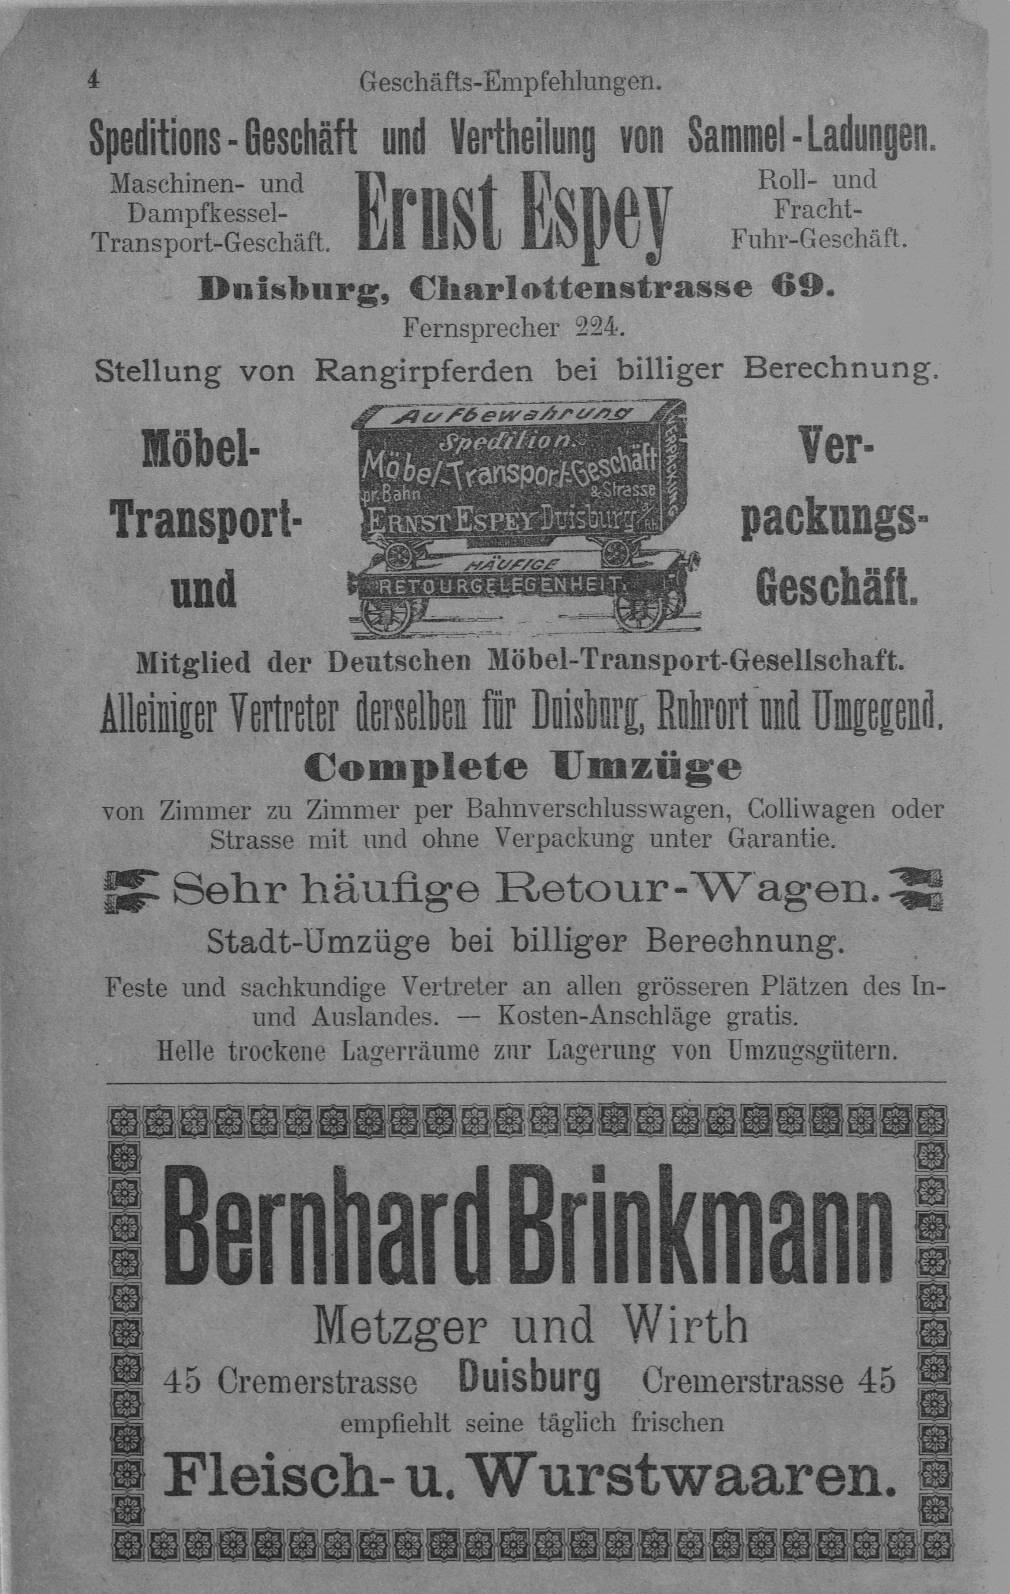 4
Geschäfts-Empfehlungen.
Speditions-Geschäft und Vertheilung von Sammel-Ladungen.
Maschinen- und
Dampfkessel-
Transport-Geschäft.
Ernst Espey
Roll- und
Fracht-
Fuhr-Geschäft.
Duisburg, Charlottenstrasse 69.
Fernsprecher 224.
Stellung von Rangirpferden bei billiger Berechnung.
Möbel-
Transport-
und
Aufbewahrung
Spedition.
Möbel-Transport-Geschäft
pr. Bahn & Strasse
ERNST ESPEY Duisburg a/Rh.
VERPACKUNG
HÄUFIGE
RETOURGELEGENHEIT.
Ver-
packungs-
Geschäft.
Mitglied der Deutschen Möbel-Transport-Gesellschaft.
Alleiniger Vertreter derselben für Duisburg, Ruhrort und Umgegend.
Complete Umzüge
von Zimmer zu Zimmer per Bahnverschlusswagen, Colliwagen oder
Strasse mit und ohne Verpackung unter Garantie.
Sehr häufige Retour-Wagen.
Stadt-Umzüge bei billiger Berechnung.
Feste und sachkundige Vertreter an allen grösseren Plätzen des In-
und Auslandes. — Kosten-Anschläge gratis.
Helle trockene Lagerräume zur Lagerung von Umzugsgütern.
Bernhard Brinkmann
Metzger und Wirth
45 Cremerstrasse Duisburg Cremerstrasse 45
empfiehlt seine täglich frischen
Fleisch- u. Wurstwaaren.